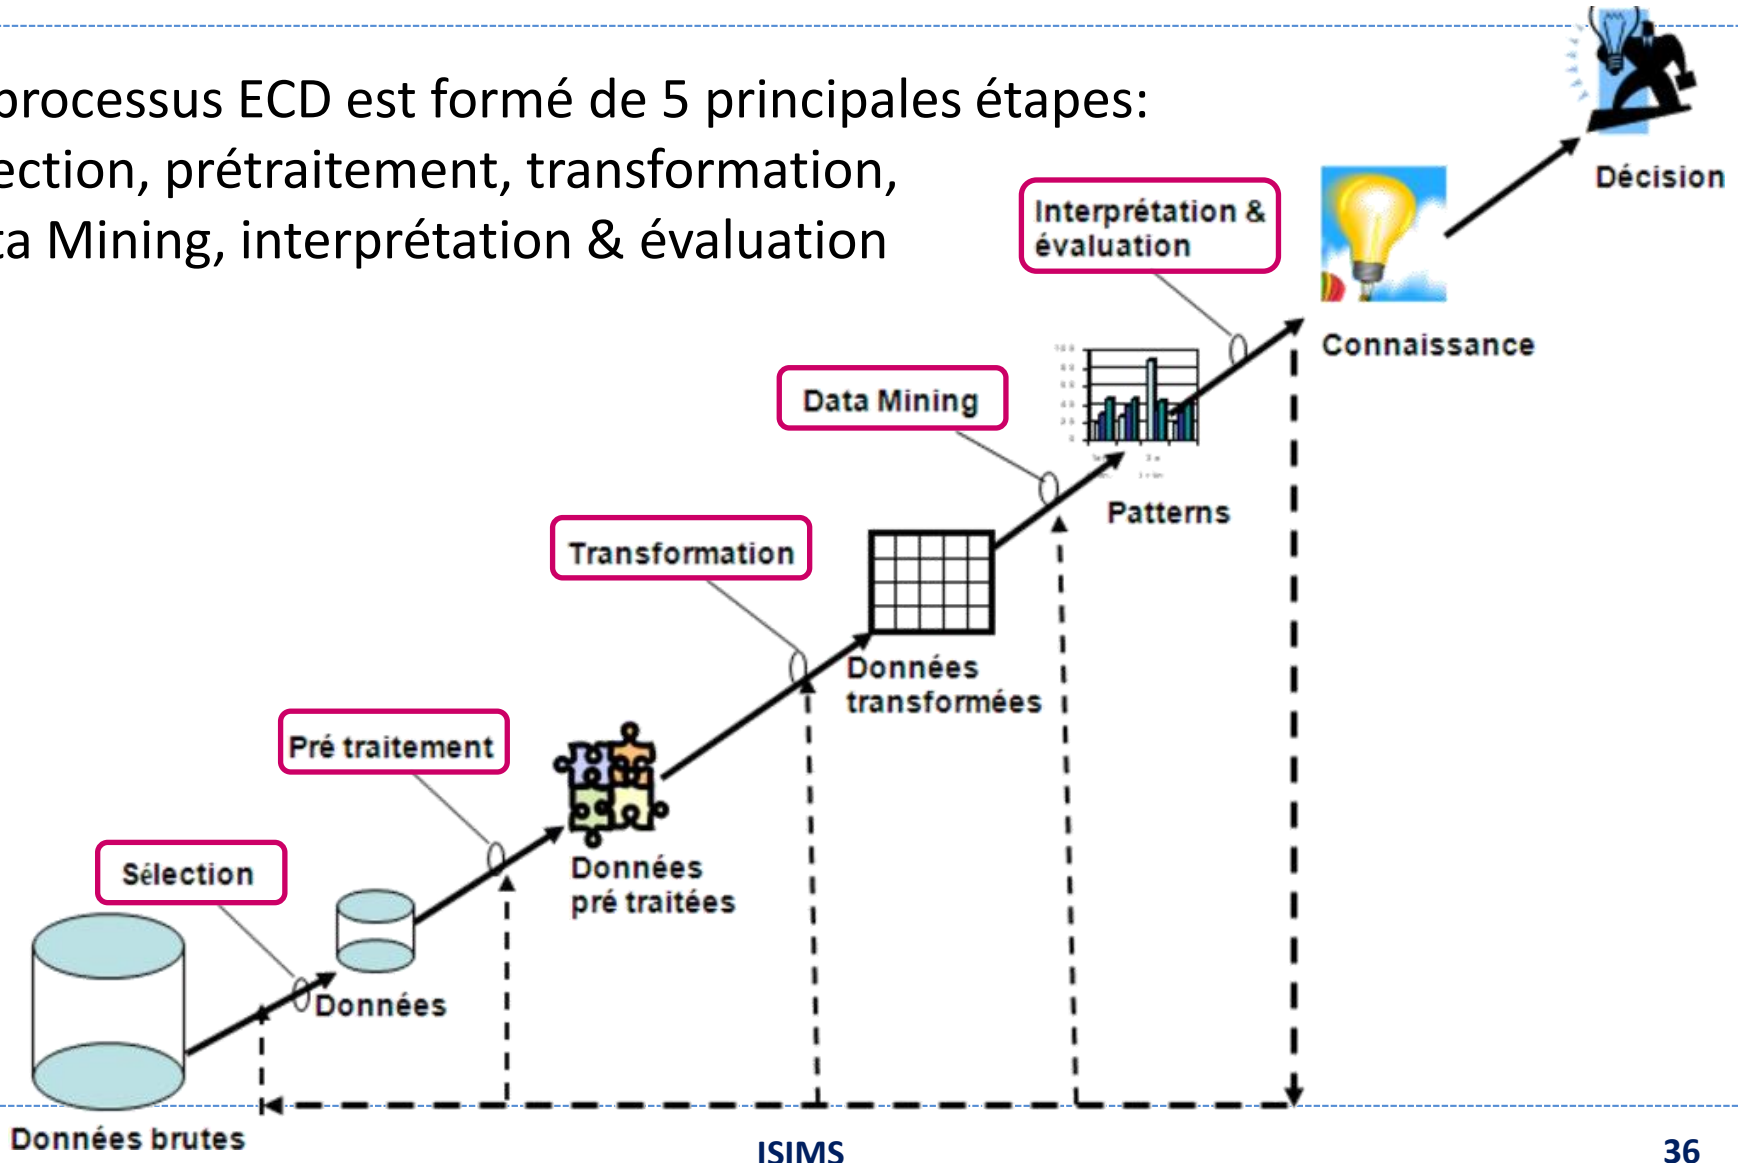 processus ECD est formé de 5 principales étapes:
ection, prétraitement, transformation,
ta Mining, interprétation & évaluation
Décision
Interprétation &
évaluation
Connaissance
Data Mining
Patterns
Transformation
Données
transformées
Pré traitement
Données
pré traitées
Sélection
Données
Données brutes
ISIMS
36